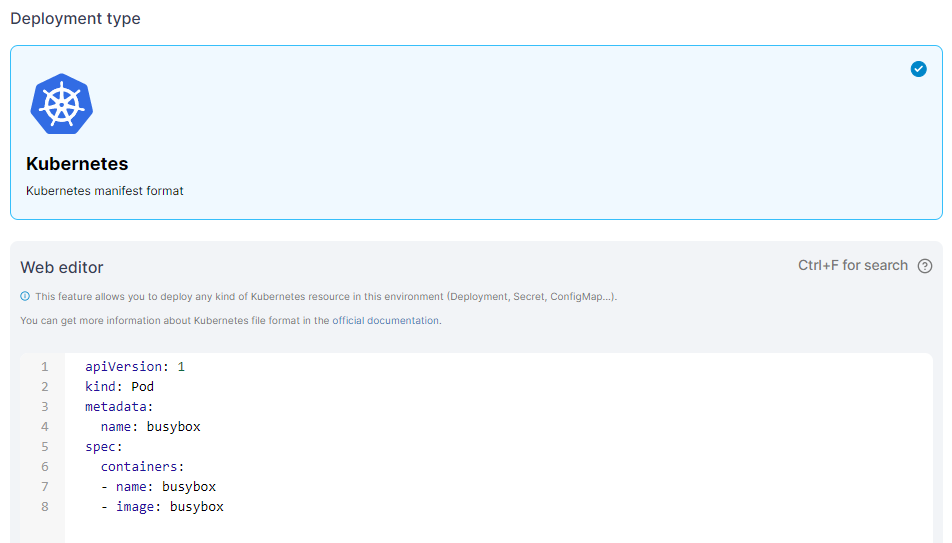 Deployment type
Kubernetes
Kubernetes manifest format
Web editor
Ctrl+F for search
This feature allows you to deploy any kind of Kubernetes resource in this environment (Deployment, Secret, ConfigMap...).
You can get more information about Kubernetes file format in the official documentation.
1 apiVersion: 1
2 kind: Pod
3 metadata:
4   name: busybox
5 spec:
6   containers:
7   - name: busybox
8   - image: busybox